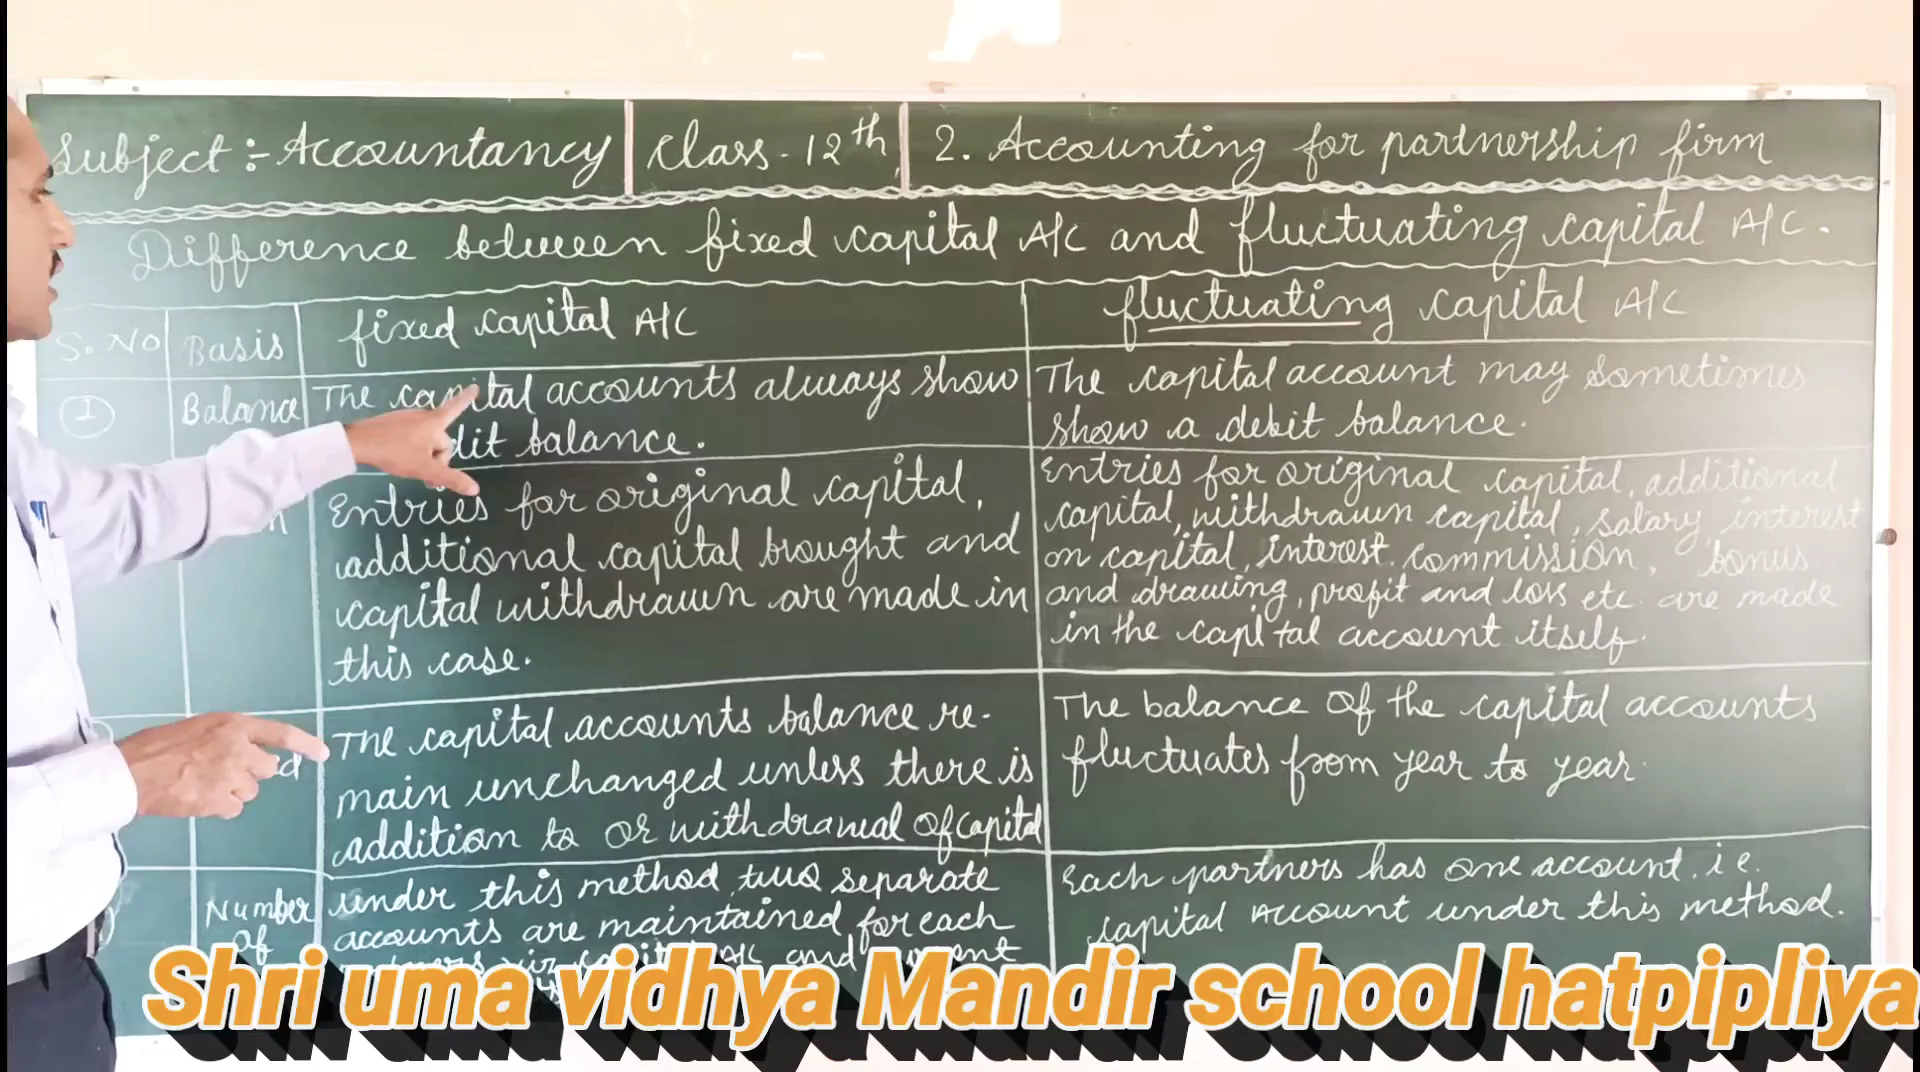 Subject :- Accountancy | Class - 12th | 2. Accounting for partnership firm
Difference between fixed capital A/C and fluctuating capital A/C.
S. No Basis fixed capital A/C fluctuating capital A/C
1 Balance
The capital accounts always show
balance.
The capital account may sometimes
show a debit balance.
Entries for original capital,
additional capital brought and
capital withdrawn are made in
this case.
Entries for original capital, additional
capital, withdrawn capital, salary, interest
on capital, interest. commission, bonus
and drawing, profit and loss etc. are made
in the capital account itself.
The capital accounts balance re-
main unchanged unless there is
addition to or withdrawal of capital
The balance of the capital accounts
fluctuates from year to year.
Number
of
under this method two separate
accounts are maintained for each
and
Each partners has one account. i.e.
capital Account under this method.
Shri uma vidhya Mandir school hatpipliya